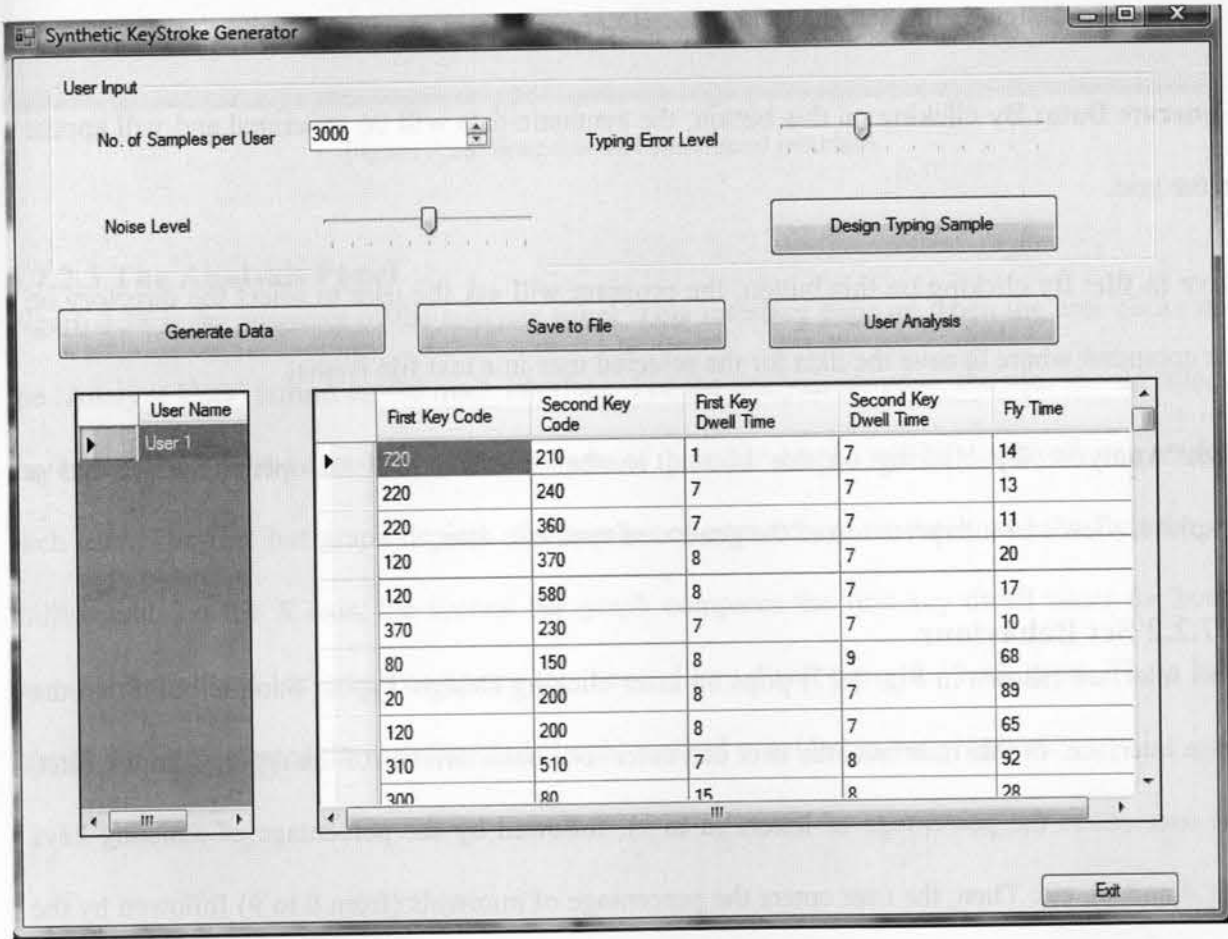 Synthetic KeyStroke Generator
User Input
No. of Samples per User 3000 Typing Error Level
Noise Level Design Typing Sample
Generate Data Save to File User Analysis
User Name
User 1
First Key Code Second Key Code First Key Dwell Time Second Key Dwell Time Fly Time
720 210 1 7 14
220 240 7 7 13
220 360 7 7 11
120 370 8 7 20
120 580 8 7 17
370 230 7 7 10
80 150 8 9 68
20 200 8 7 89
120 200 8 7 65
310 510 7 8 92
300 80 15 8 28
Exit